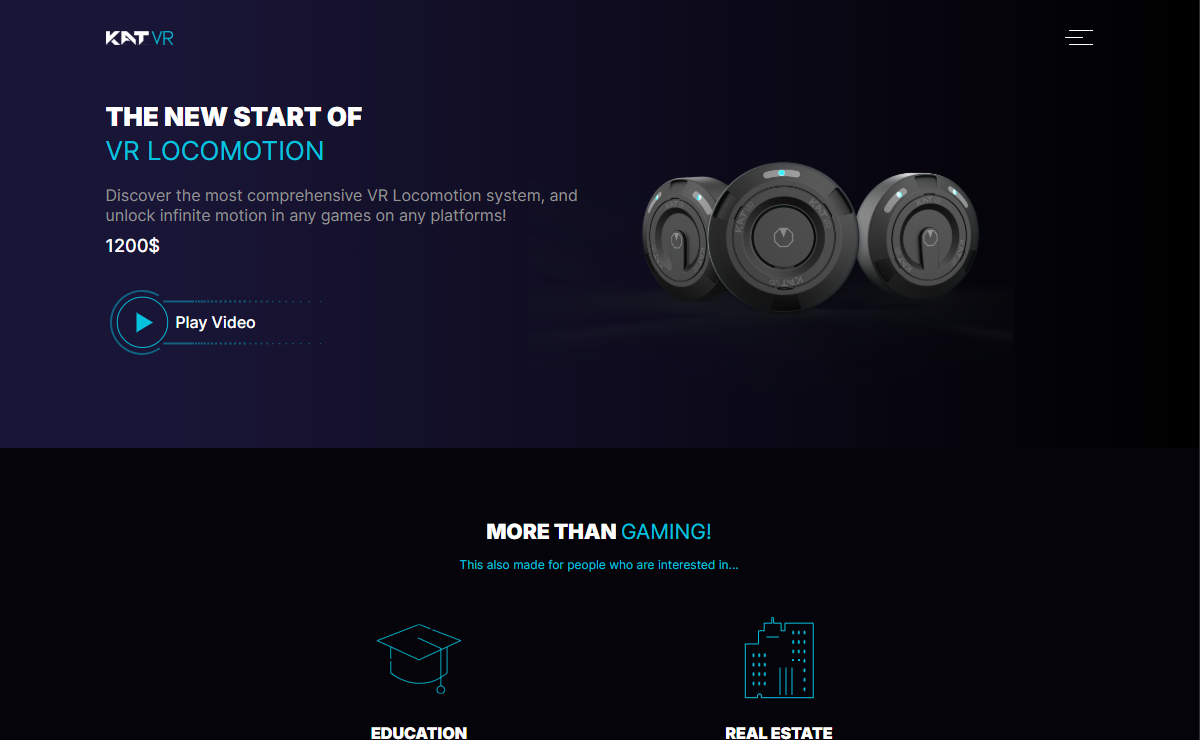 KAT VR
THE NEW START OF
VR LOCOMOTION
Discover the most comprehensive VR Locomotion system, and
unlock infinite motion in any games on any platforms!
1200$
Play Video
MORE THAN GAMING!
This also made for people who are interested in...
EDUCATION
REAL ESTATE